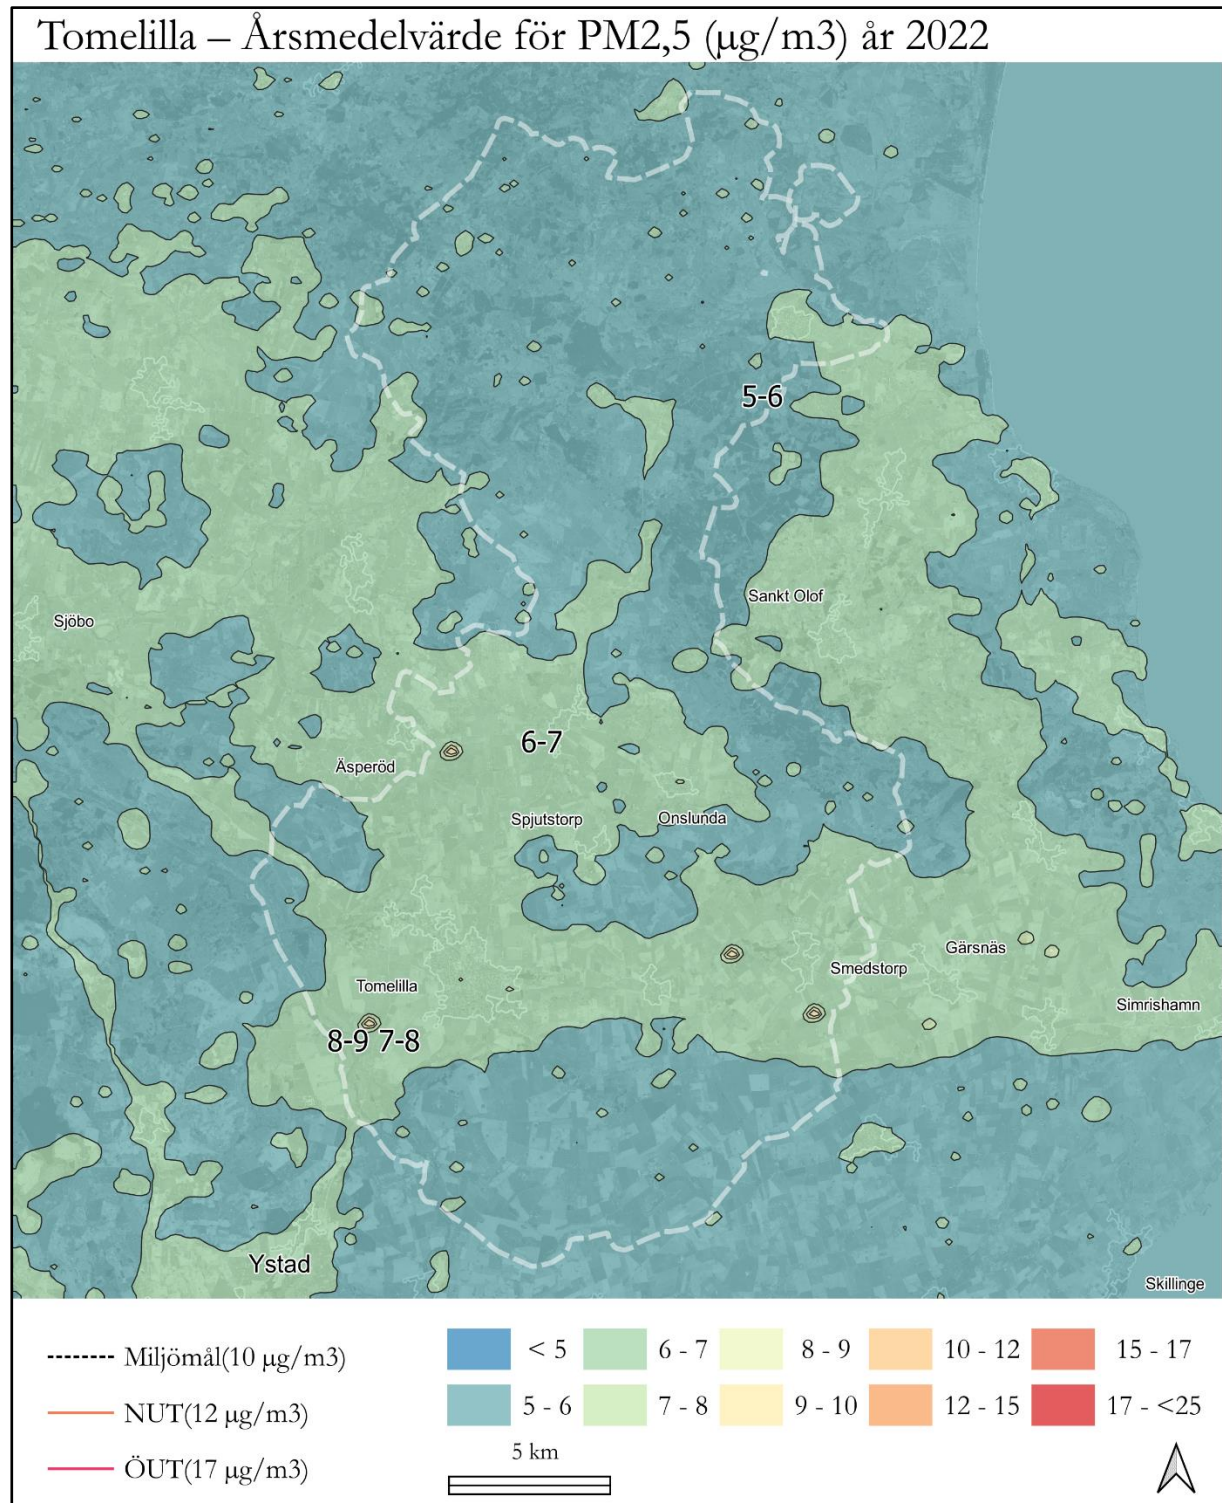 Tomelilla – Årsmedelvärde för PM2,5 (µg/m3) år 2022
5-6
Sankt Olof
Sjöbo
6-7
Äsperöd
Spjutstorp
Onslunda
Gärsnäs
Smedstorp
Tomelilla
Simrishamn
8-9 7-8
Ystad
Skillinge
Miljömål(10 µg/m3)
NUT(12 µg/m3)
ÖUT(17 µg/m3)
< 5
6 - 7
8 - 9
10 - 12
15 - 17
5 - 6
7 - 8
9 - 10
12 - 15
17 - <25
5 km